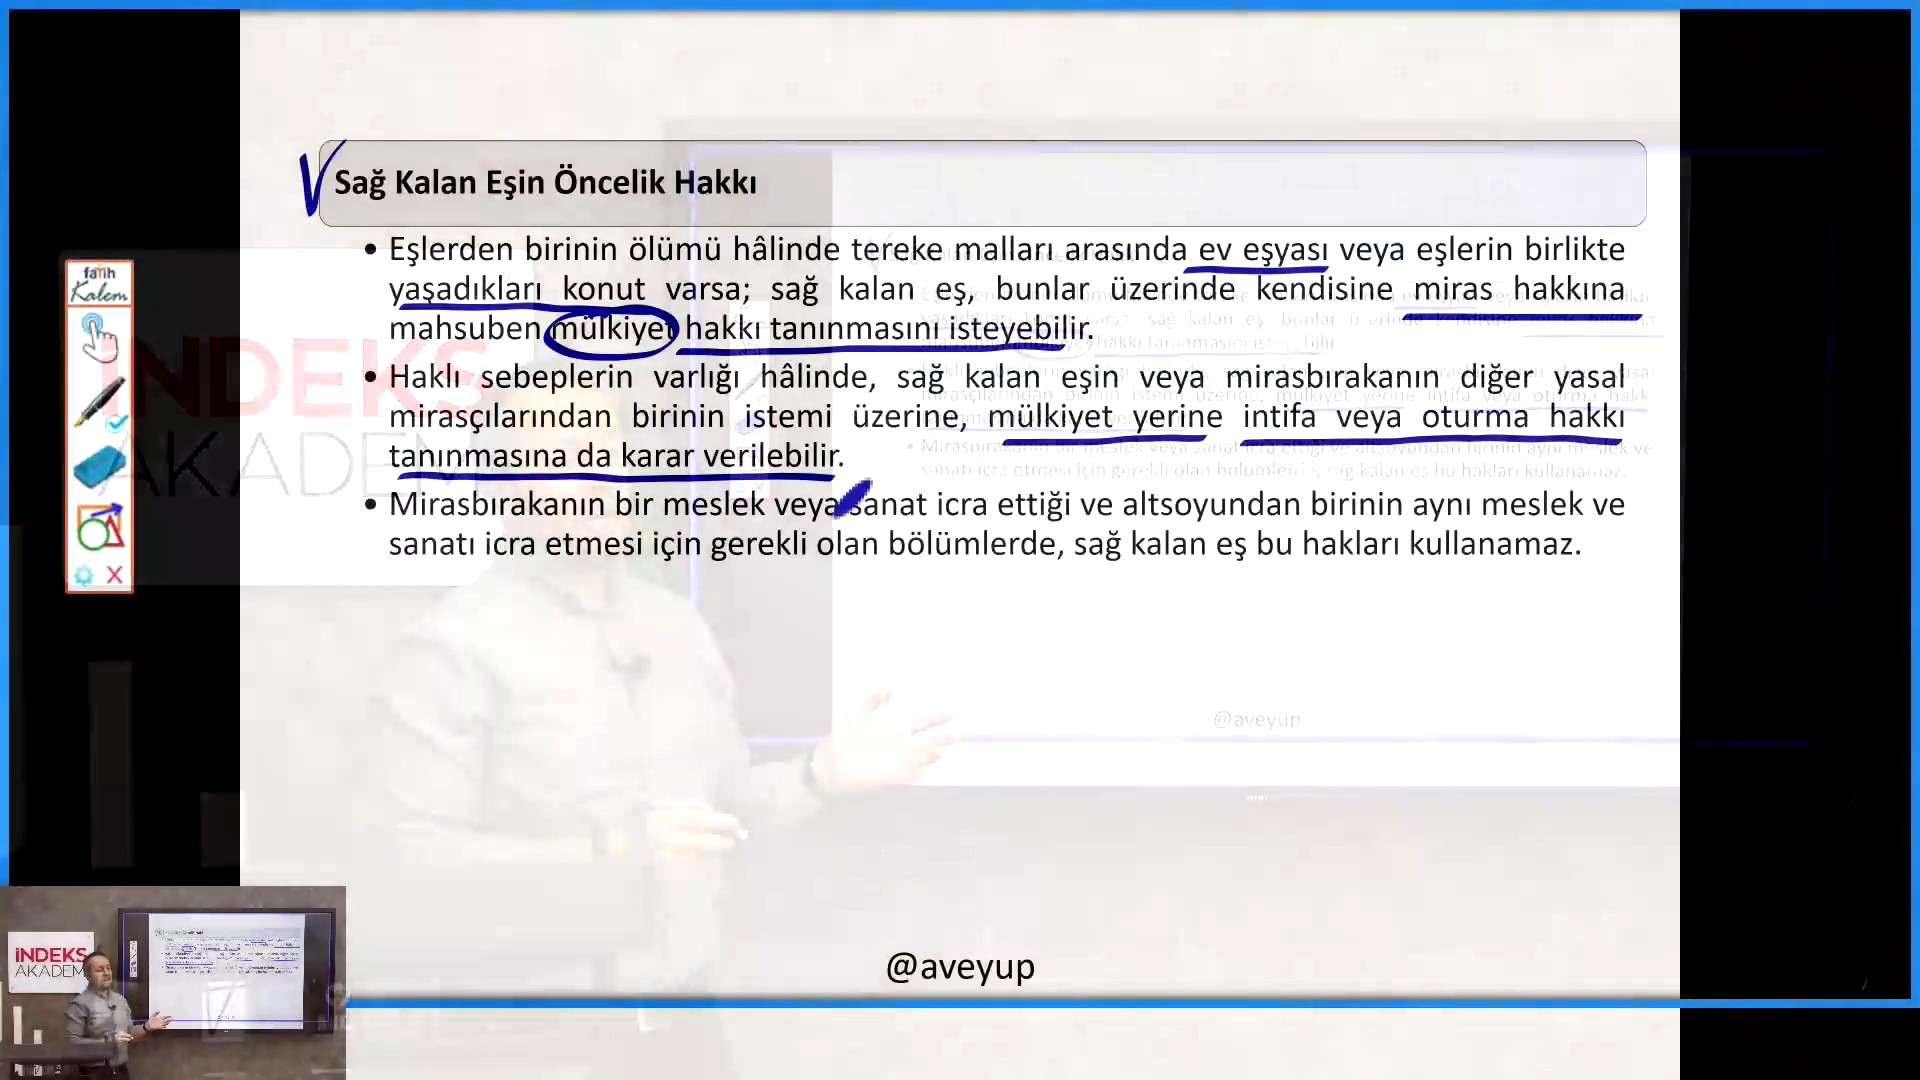 Sağ Kalan Eşin Öncelik Hakkı
• Eşlerden birinin ölümü hâlinde tereke malları arasında ev eşyası veya eşlerin birlikte
yaşadıkları konut varsa; sağ kalan eş, bunlar üzerinde kendisine miras hakkına
mahsuben mülkiyet hakkı tanınmasını isteyebilir.
• Haklı sebeplerin varlığı hâlinde, sağ kalan eşin veya mirasbırakanın diğer yasal
mirasçılarından birinin istemi üzerine, mülkiyet yerine intifa veya oturma hakkı
tanınmasına da karar verilebilir.
• Mirasbırakanın bir meslek veya sanat icra ettiği ve altsoyundan birinin aynı meslek ve
sanatı icra etmesi için gerekli olan bölümlerde, sağ kalan eş bu hakları kullanamaz.
fatih
Kalem
İNDEKS
AKADEM
@aveyup
@aveyup
İNDEKS
AKADEM